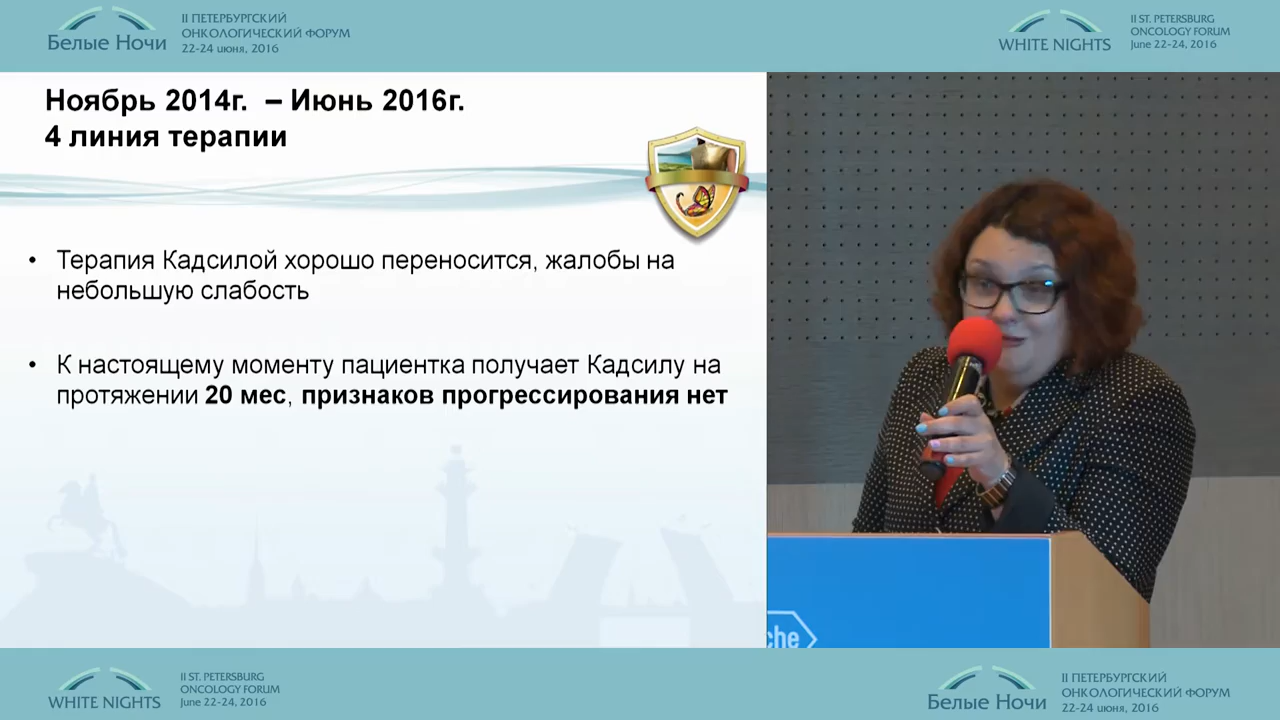 Белые Ночи
II ПЕТЕРБУРГСКИЙ
ОНКОЛОГИЧЕСКИЙ ФОРУМ
22-24 июня, 2016
WHITE NIGHTS
II ST. PETERSBURG
ONCOLOGY FORUM
June 22-24, 2016
Ноябрь 2014г. – Июнь 2016г.
4 линия терапии
• Терапия Кадсилой хорошо переносится, жалобы на
небольшую слабость
• К настоящему моменту пациентка получает Кадсилу на
протяжении 20 мес, признаков прогрессирования нет
che
WHITE NIGHTS
II ST. PETERSBURG
ONCOLOGY FORUM
June 22-24, 2016
Белые Ночи
II ПЕТЕРБУРГСКИЙ
ОНКОЛОГИЧЕСКИЙ ФОРУМ
22-24 июня, 2016